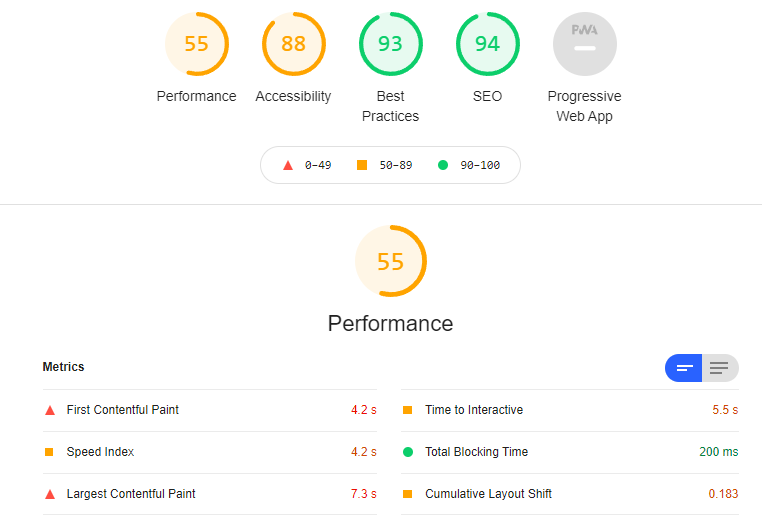 55 88 93 94 PWA
Performance Accessibility Best Practices SEO Progressive Web App
0–49 50–89 90–100
55
Performance
Metrics
First Contentful Paint 4.2 s
Time to Interactive 5.5 s
Speed Index 4.2 s
Total Blocking Time 200 ms
Largest Contentful Paint 7.3 s
Cumulative Layout Shift 0.183